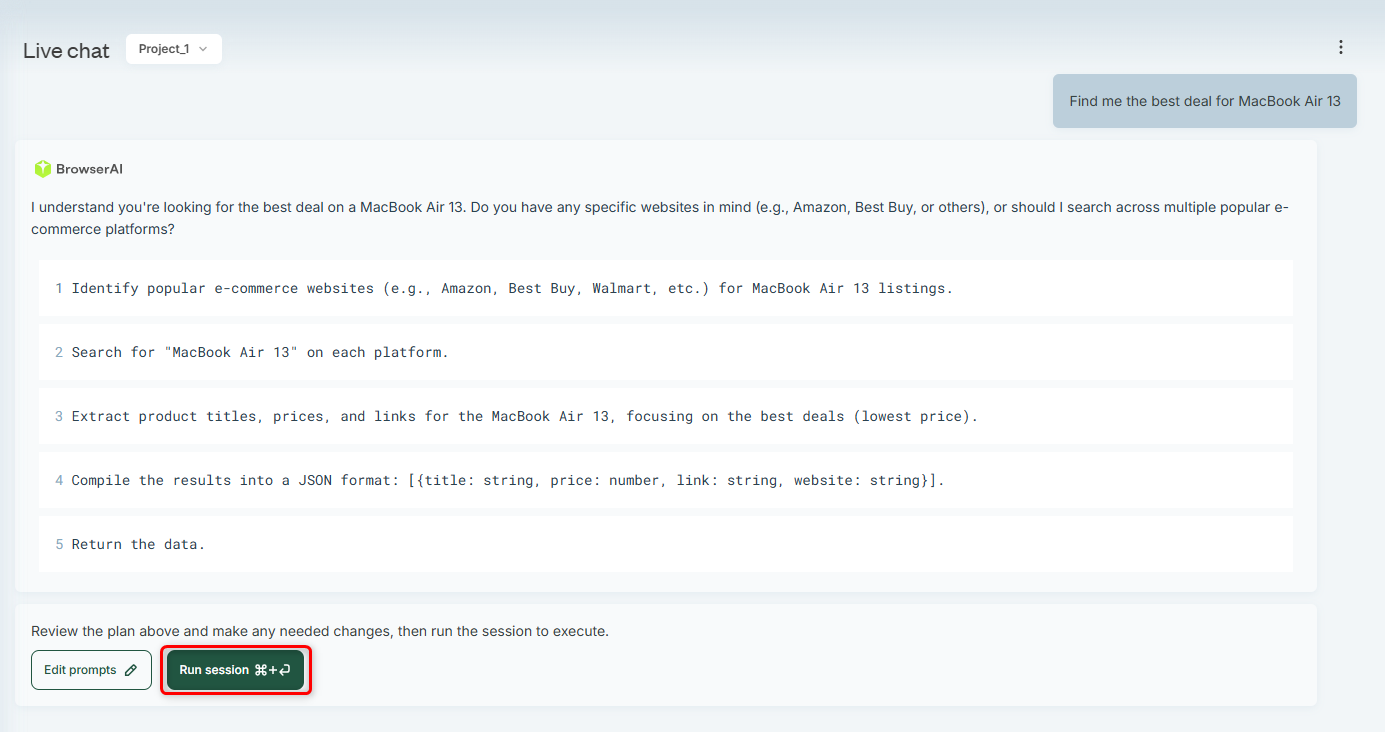 Live chat
Project_1
Find me the best deal for MacBook Air 13
BrowserAI
I understand you're looking for the best deal on a MacBook Air 13. Do you have any specific websites in mind (e.g., Amazon, Best Buy, or others), or should I search across multiple popular e-
commerce platforms?
1 Identify popular e-commerce websites (e.g., Amazon, Best Buy, Walmart, etc.) for MacBook Air 13 listings.
2 Search for "MacBook Air 13" on each platform.
3 Extract product titles, prices, and links for the MacBook Air 13, focusing on the best deals (lowest price).
4 Compile the results into a JSON format: [{title: string, price: number, link: string, website: string}].
5 Return the data.
Review the plan above and make any needed changes, then run the session to execute.
Edit prompts
Run session ⌘+↵